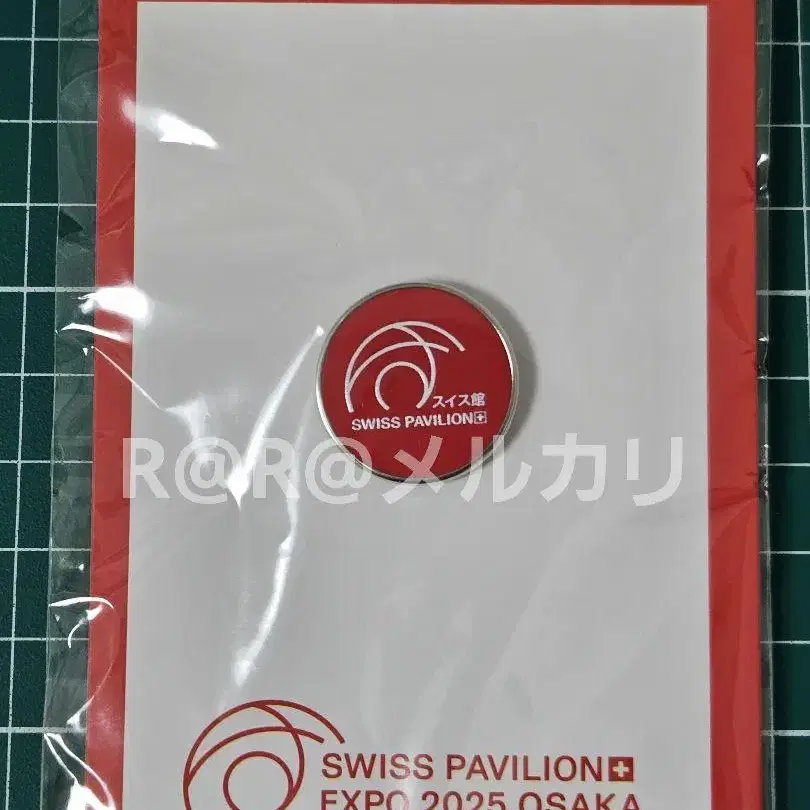 スイス館
SWISS PAVILION
R@R@メルカリ
SWISS PAVILION
EXPO 2025 OSAKA